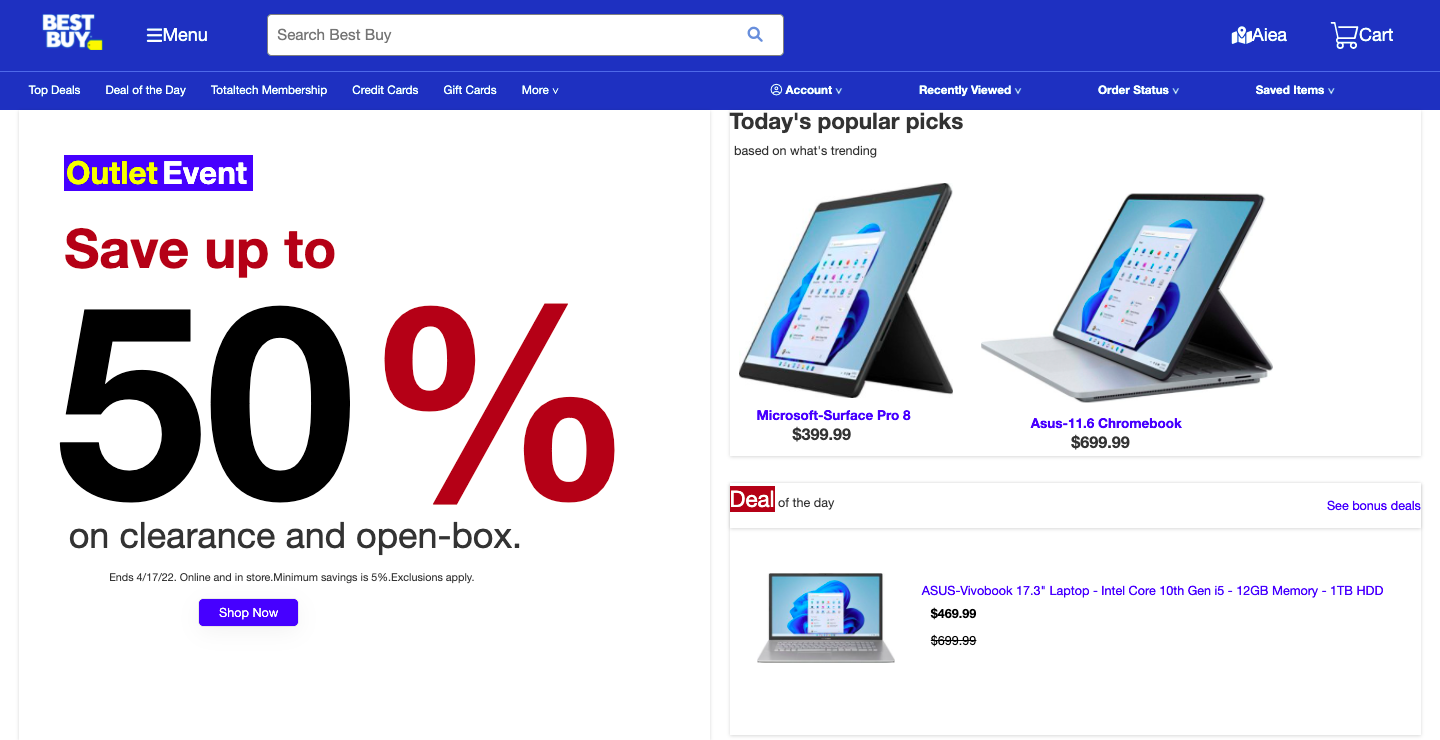 BEST
BUY
Menu
Search Best Buy
Aiea
Cart
Top Deals Deal of the Day Totaltech Membership Credit Cards Gift Cards More v Account v Recently Viewed v Order Status v Saved Items v
Outlet Event
Save up to
50%
on clearance and open-box.
Ends 4/17/22. Online and in store.Minimum savings is 5%.Exclusions apply.
Shop Now
Today's popular picks
based on what's trending
Microsoft-Surface Pro 8
$399.99
Asus-11.6 Chromebook
$699.99
Deal of the day
See bonus deals
ASUS-Vivobook 17.3" Laptop - Intel Core 10th Gen i5 - 12GB Memory - 1TB HDD
$469.99
$699.99